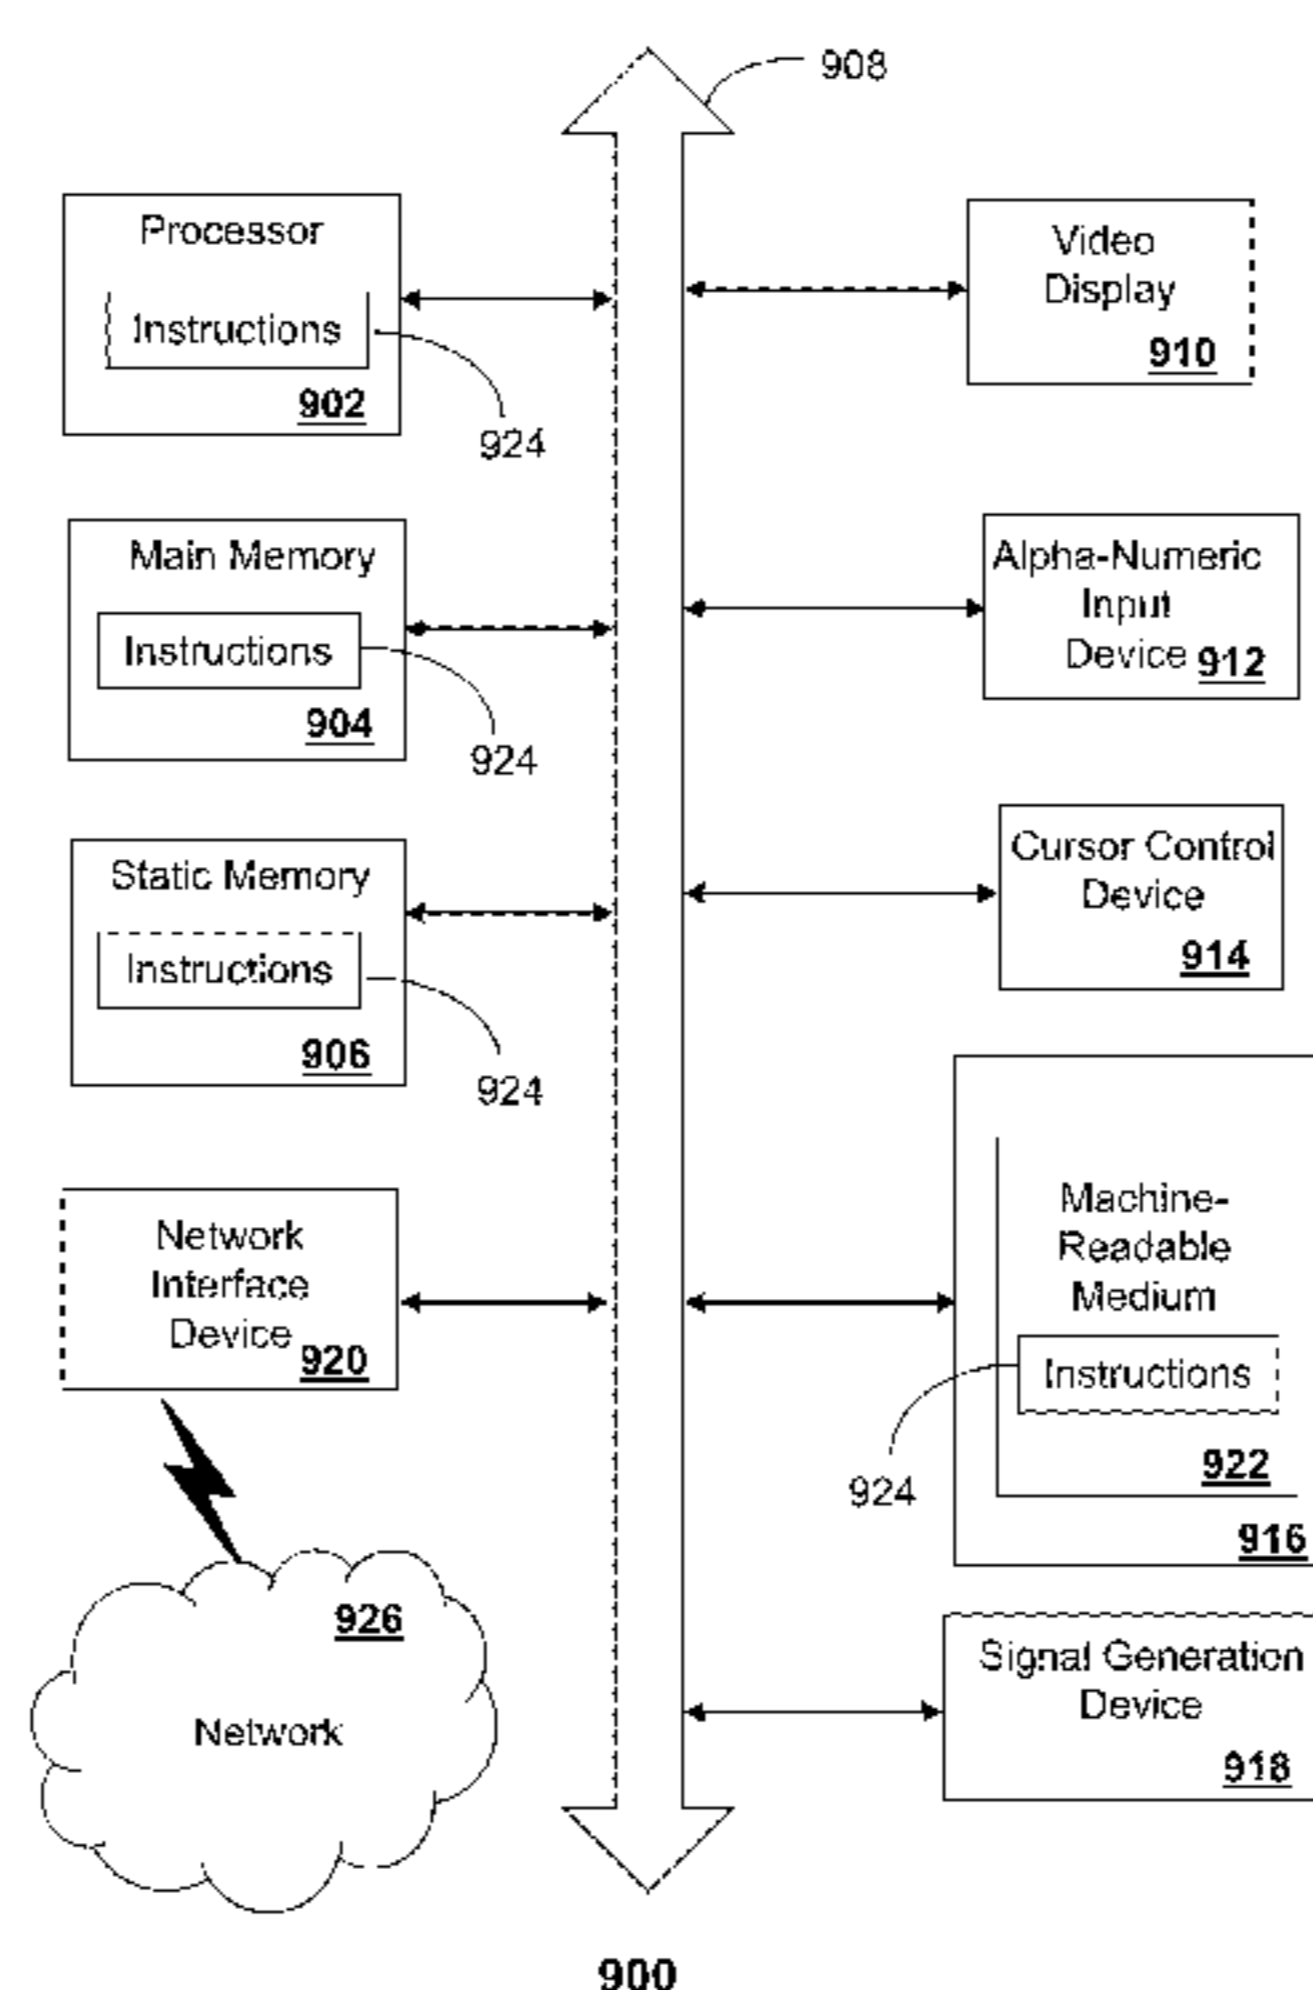 908
Processor
Instructions
902
924
Main Memory
Instructions
904
924
Static Memory
Instructions
906
924
Network
Interface
Device
920
926
Network
Video
Display
910
Alpha-Numeric
Input
Device
912
Cursor Control
Device
914
Machine-
Readable
Medium
Instructions
922
924
916
Signal Generation
Device
918
900